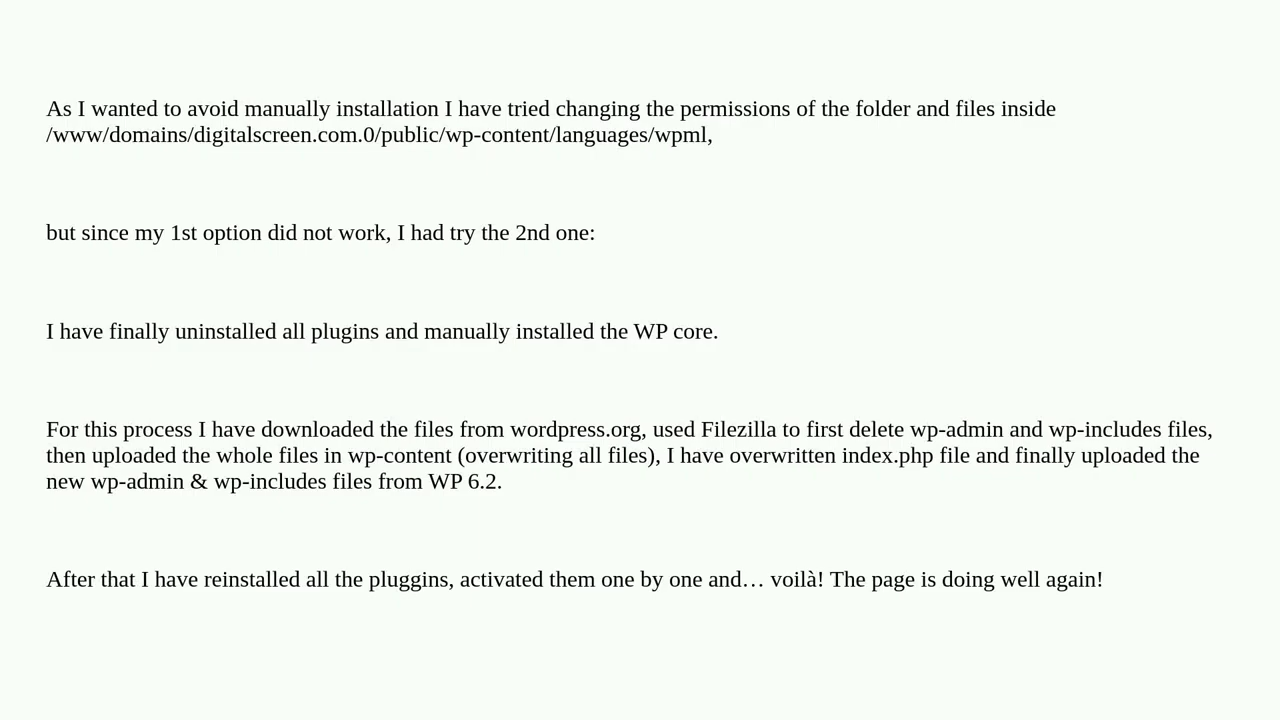 As I wanted to avoid manually installation I have tried changing the permissions of the folder and files inside
/www/domains/digitalscreen.com.0/public/wp-content/languages/wpml,
but since my 1st option did not work, I had try the 2nd one:
I have finally uninstalled all plugins and manually installed the WP core.
For this process I have downloaded the files from wordpress.org, used Filezilla to first delete wp-admin and wp-includes files,
then uploaded the whole files in wp-content (overwriting all files), I have overwritten index.php file and finally uploaded the
new wp-admin & wp-includes files from WP 6.2.
After that I have reinstalled all the pluggins, activated them one by one and… voilà! The page is doing well again!